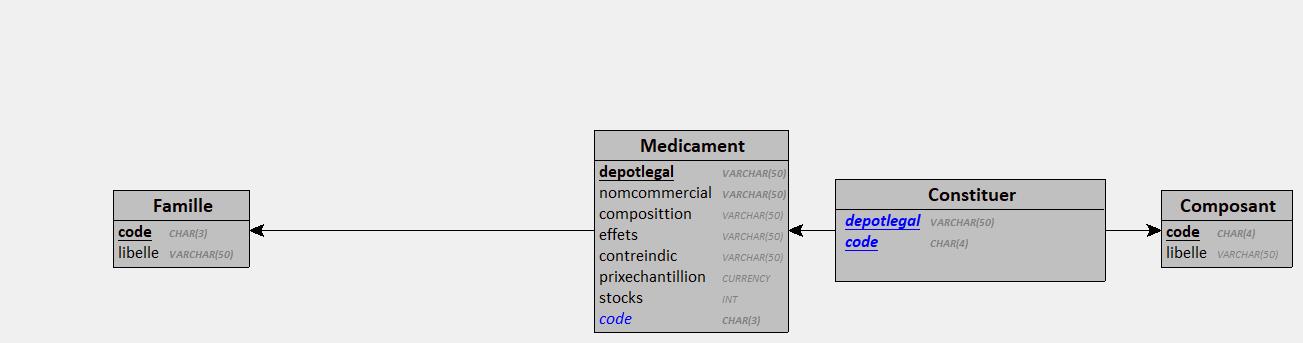 Famille
code CHAR(3)
libelle VARCHAR(50)
Medicament
depotlegal VARCHAR(50)
nomcommercial VARCHAR(50)
composittion VARCHAR(50)
effets VARCHAR(50)
contreindic VARCHAR(50)
prixechantillion CURRENCY
stocks INT
code CHAR(3)
Constituer
depotlegal VARCHAR(50)
code CHAR(4)
Composant
code CHAR(4)
libelle VARCHAR(50)